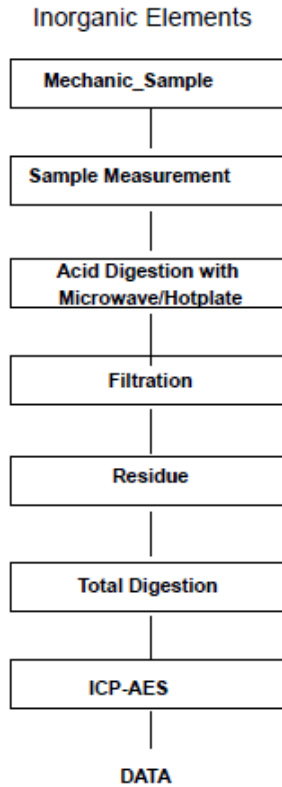 Inorganic Elements
Mechanic_Sample
Sample Measurement
Acid Digestion with
Microwave/Hotplate
Filtration
Residue
Total Digestion
ICP-AES
DATA